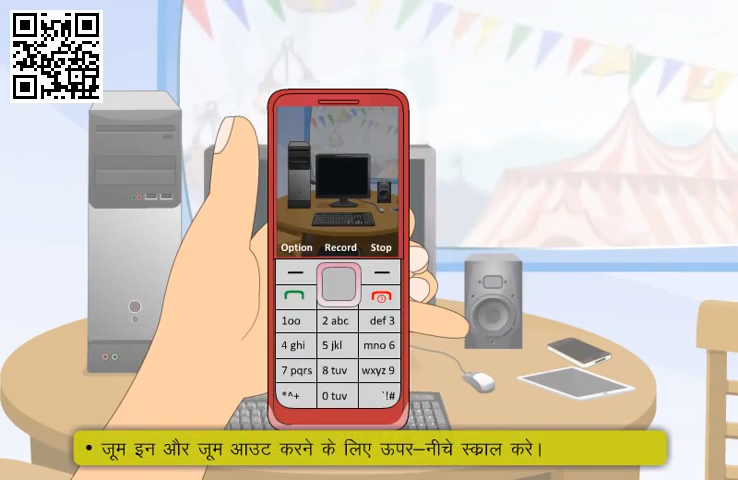 Option Record Stop
1oo 2 abc def 3
4 ghi 5 jkl mno 6
7 pqrs 8 tuv wxyz 9
*^+ 0 tuv `!#
• जूम इन और जूम आउट करने के लिए ऊपर–नीचे स्क्राल करे।